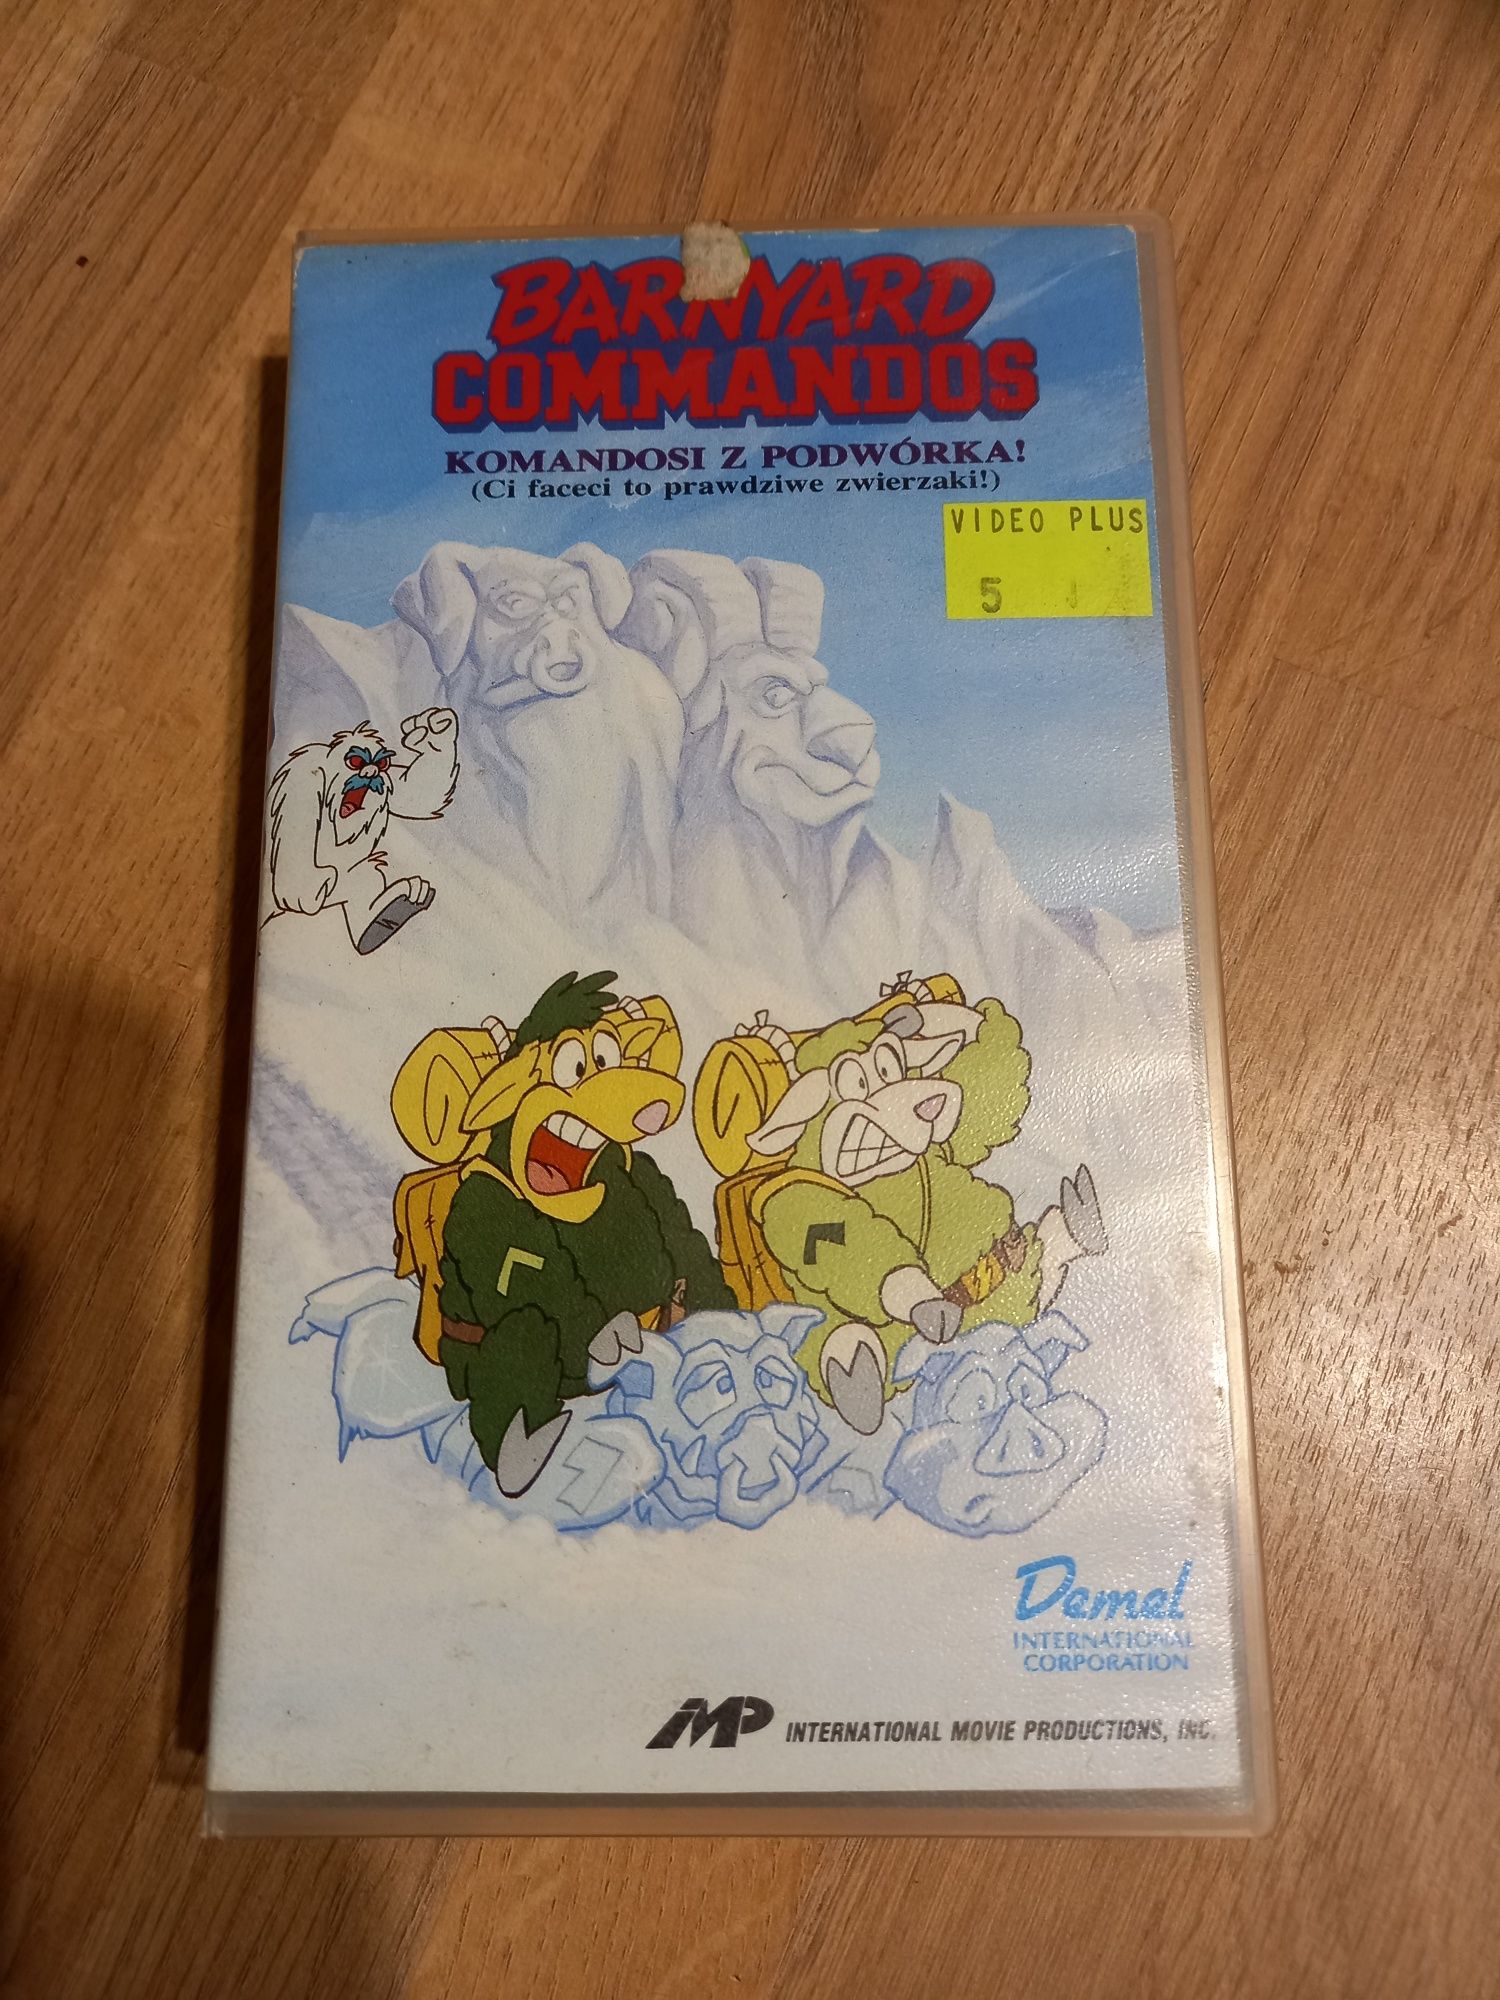 BARNYARD
COMMANDOS
KOMANDOSI Z PODWÓRKA!
(Ci faceci to prawdziwe zwierzaki!)
VIDEO PLUS
5
Demel
INTERNATIONAL
CORPORATION
IMP INTERNATIONAL MOVIE PRODUCTIONS, INC.